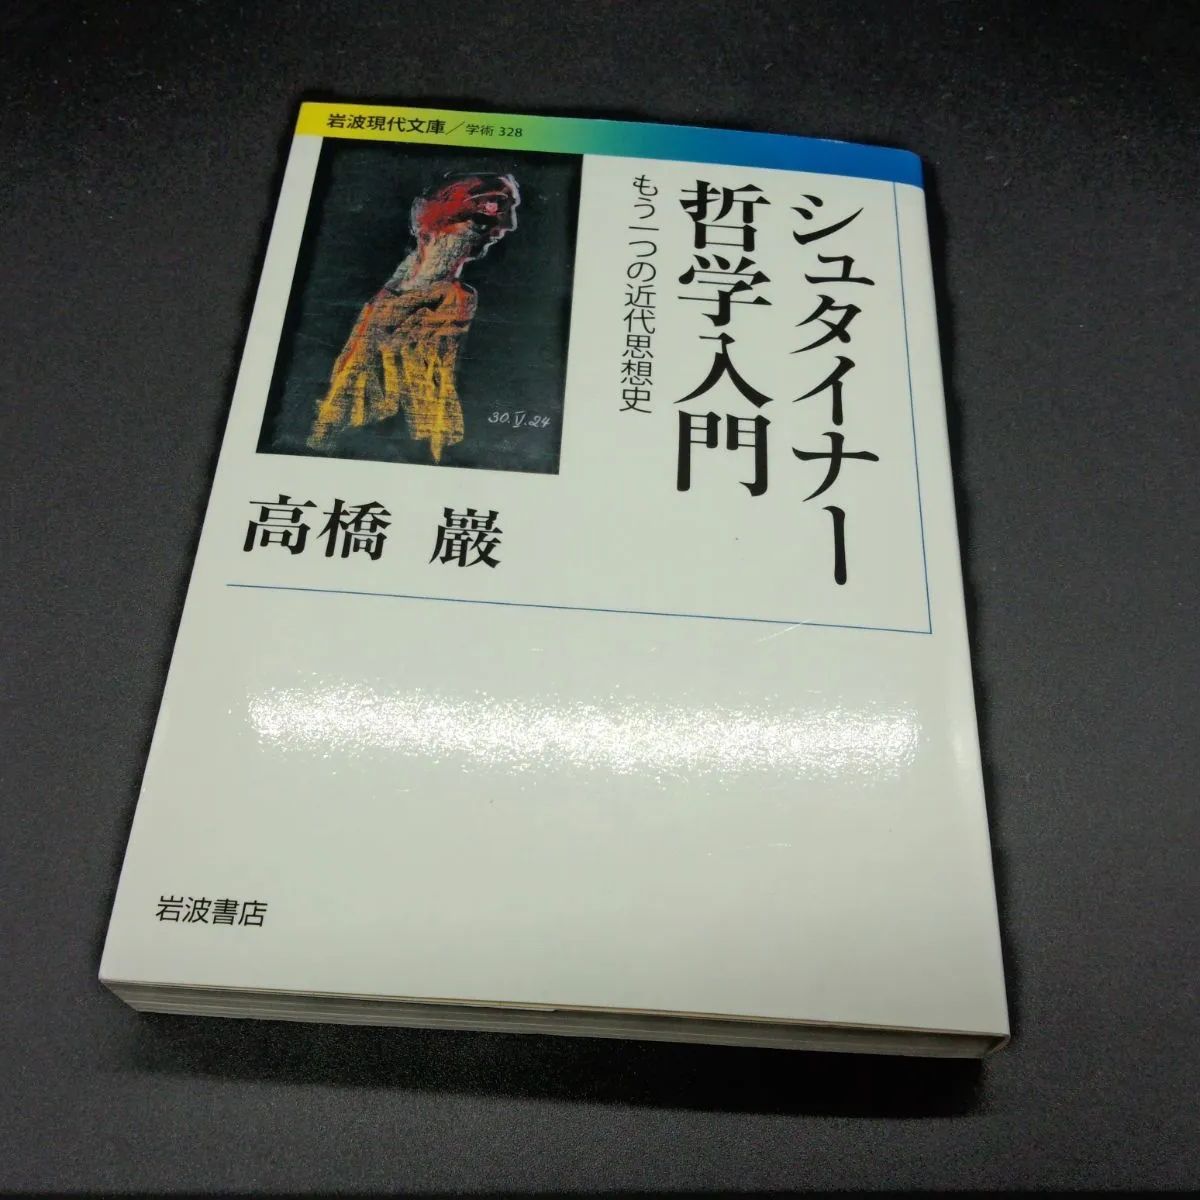 岩波現代文庫／学術 328
シュタイナー
哲学入門
もう一つの近代思想史
30.V.24
高橋 巖
岩波書店